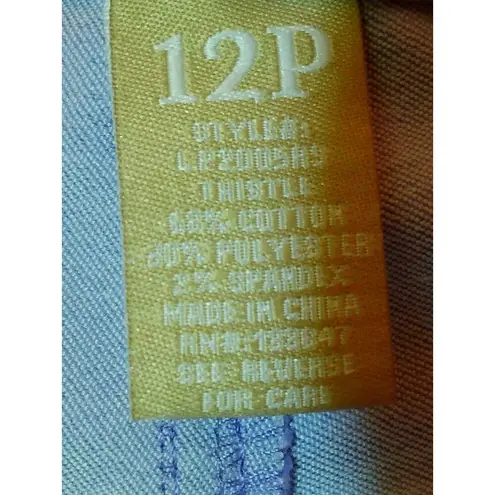 12P
STYLE#:
THISTLE
68% COTTON
30% POLYESTER
2% SPANDEX
MADE IN CHINA
SEE REVERSE
FOR CARE